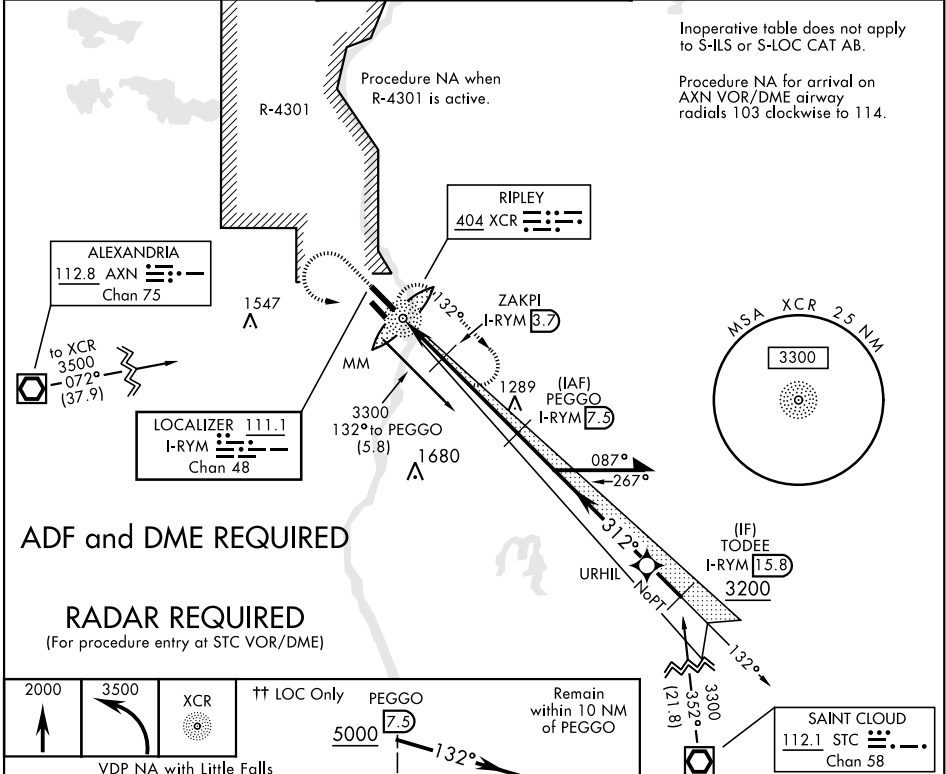 Inoperative table does not apply
to S-ILS or S-LOC CAT AB.
Procedure NA for arrival on
AXN VOR/DME airway
radials 103 clockwise to 114.
Procedure NA when
R-4301 is active.
R-4301
RIPLEY
404 XCR
ALEXANDRIA
112.8 AXN
Chan 75
1547
to XCR
3500
072°
(37.9)
MM
132°
ZAKPI
I-RYM 3.7
MSA XCR 25 NM
3300
LOCALIZER 111.1
I-RYM
Chan 48
3300
132° to PEGGO
(5.8)
1680
1289
(IAF)
PEGGO
I-RYM 7.5
087°
267°
312°
ADF and DME REQUIRED
URHIL
NoPT
(IF)
TODEE
I-RYM 15.8
3200
RADAR REQUIRED
(For procedure entry at STC VOR/DME)
132°
3300
352°
(21.8)
SAINT CLOUD
112.1 STC
Chan 58
2000
3500
XCR
†† LOC Only
PEGGO
7.5
5000
132°
Remain
within 10 NM
of PEGGO
VDP NA with Little Falls